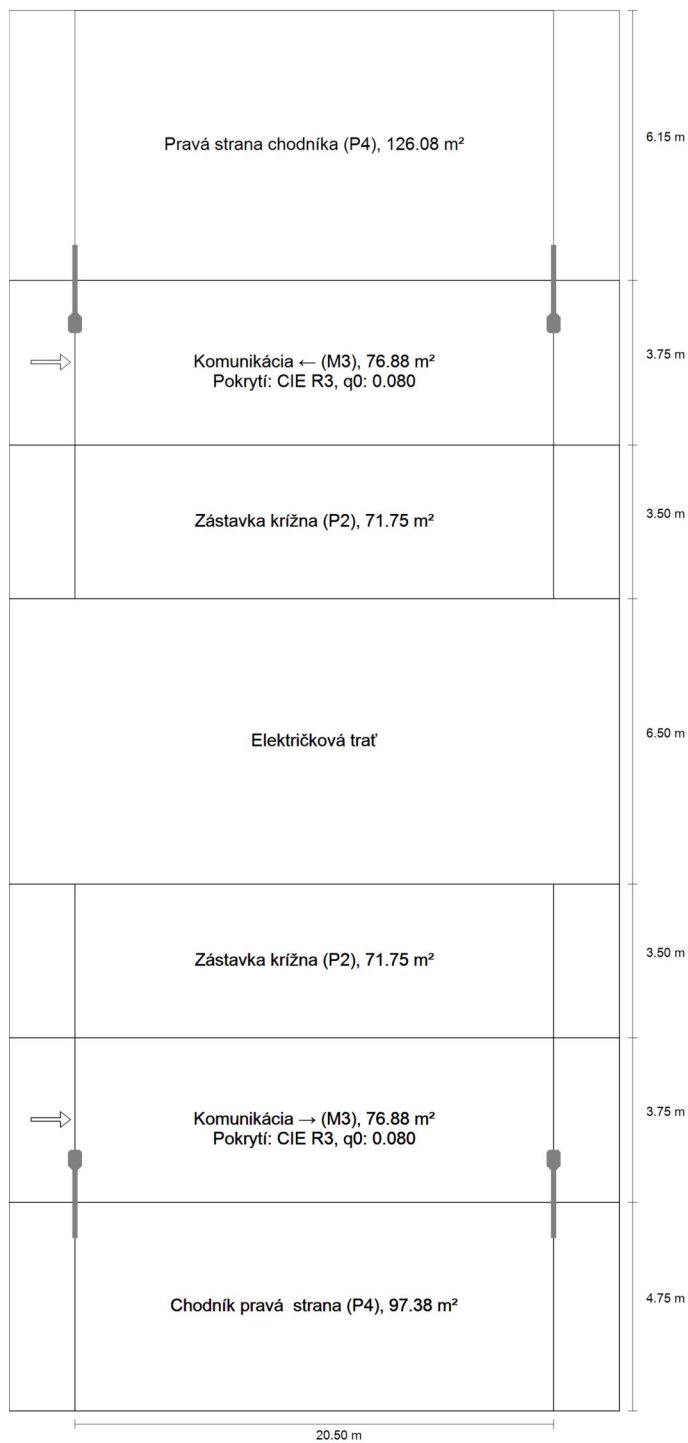 Pravá strana chodníka (P4), 126.08 m²
6.15 m
Komunikácia ← (M3), 76.88 m²
Pokrytí: CIE R3, q0: 0.080
3.75 m
Zástavka krížna (P2), 71.75 m²
3.50 m
Električková trať
6.50 m
Zástavka krížna (P2), 71.75 m²
3.50 m
Komunikácia → (M3), 76.88 m²
Pokrytí: CIE R3, q0: 0.080
3.75 m
Chodník pravá  strana (P4), 97.38 m²
4.75 m
20.50 m